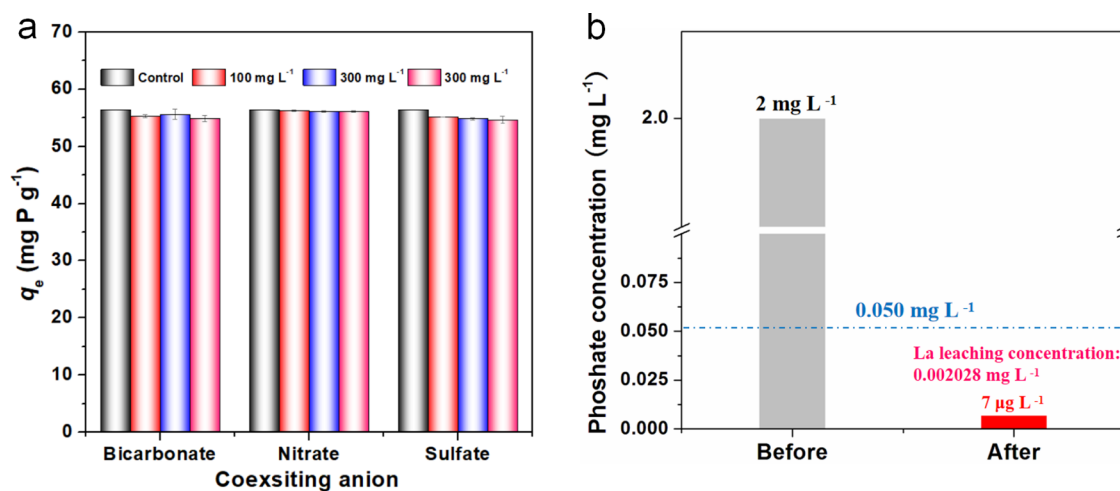 a
70
60
50
40
30
20
10
0
qe (mg P g-1)
Control 100 mg L-1 300 mg L-1 300 mg L-1
Bicarbonate Nitrate Sulfate
Coexsiting anion
b
Phoshate concentration (mg L-1)
2.0
0.075
0.050
0.025
0.000
2 mg L -1
0.050 mg L -1
La leaching concentration:
0.002028 mg L -1
7 μg L -1
Before After